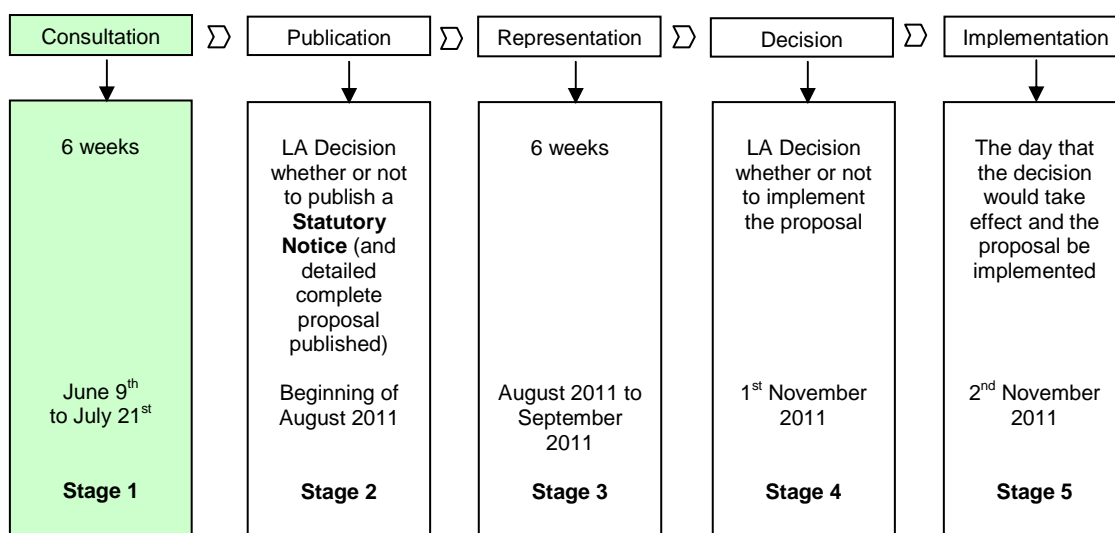 Consultation
Publication
Representation
Decision
Implementation
6 weeks
June 9th
to July 21st
Stage 1
LA Decision
whether or not
to publish a
Statutory
Notice (and
detailed
complete
proposal
published)
Beginning of
August 2011
Stage 2
6 weeks
August 2011 to
September
2011
Stage 3
LA Decision
whether or not
to implement
the proposal
1st November
2011
Stage 4
The day that
the decision
would take
effect and the
proposal be
implemented
2nd November
2011
Stage 5